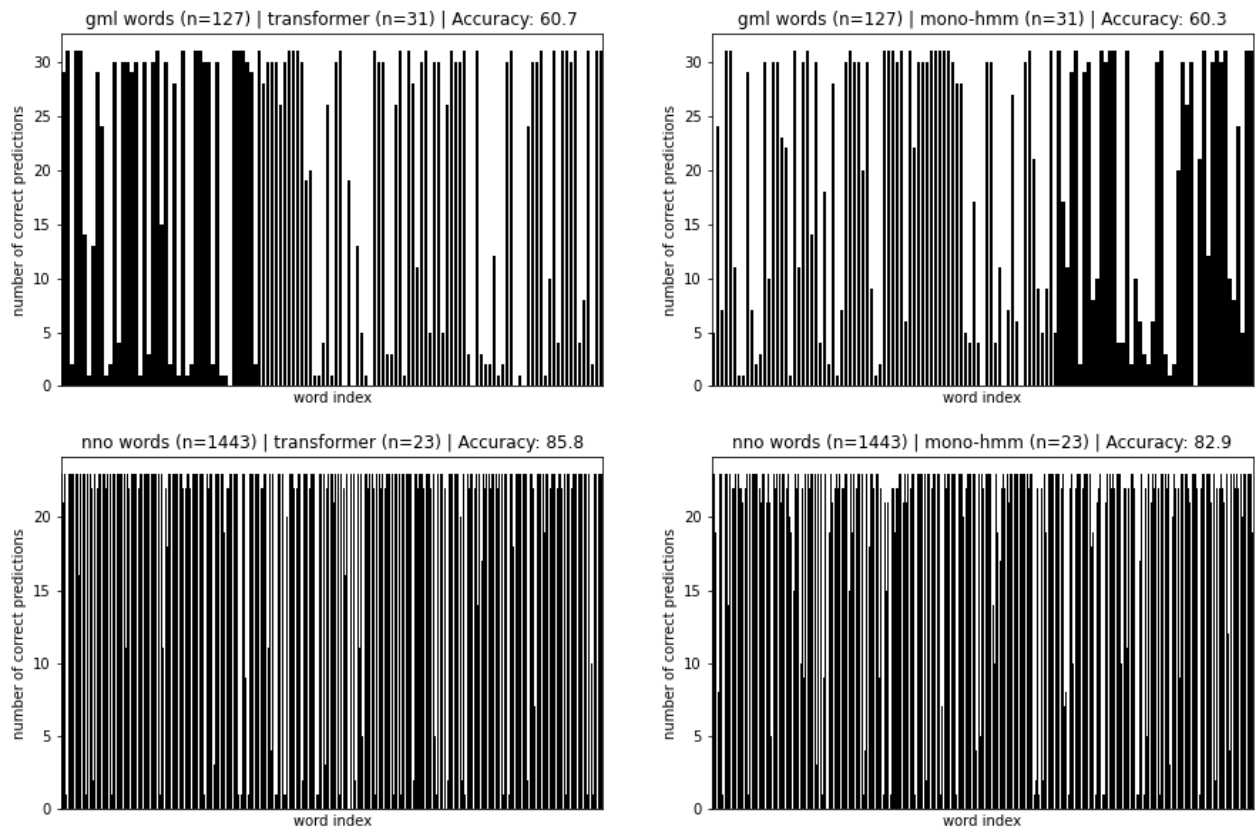 gml words (n=127) | transformer (n=31) | Accuracy: 60.7
number of correct predictions
30
25
20
15
10
5
0
word index
gml words (n=127) | mono-hmm (n=31) | Accuracy: 60.3
number of correct predictions
30
25
20
15
10
5
0
word index
nno words (n=1443) | transformer (n=23) | Accuracy: 85.8
number of correct predictions
20
15
10
5
0
word index
nno words (n=1443) | mono-hmm (n=23) | Accuracy: 82.9
number of correct predictions
20
15
10
5
0
word index